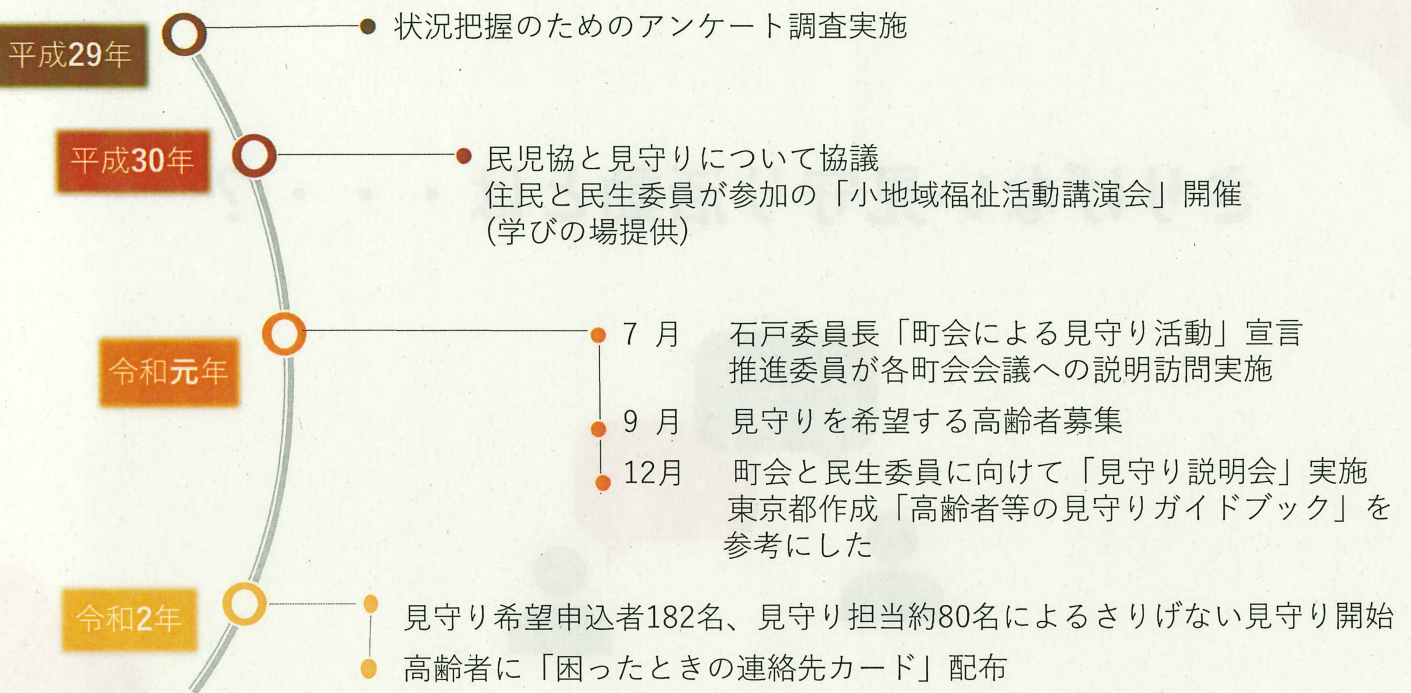 平成29年
状況把握のためのアンケート調査実施
平成30年
民児協と見守りについて協議
住民と民生委員が参加の「小地域福祉活動講演会」開催
(学びの場提供)
令和元年
7 月 石戸委員長「町会による見守り活動」宣言
推進委員が各町会会議への説明訪問実施
9 月 見守りを希望する高齢者募集
12月 町会と民生委員に向けて「見守り説明会」実施
東京都作成「高齢者等の見守りガイドブック」を
参考にした
令和2年
見守り希望申込者182名、見守り担当約80名によるさりげない見守り開始
高齢者に「困ったときの連絡先カード」配布